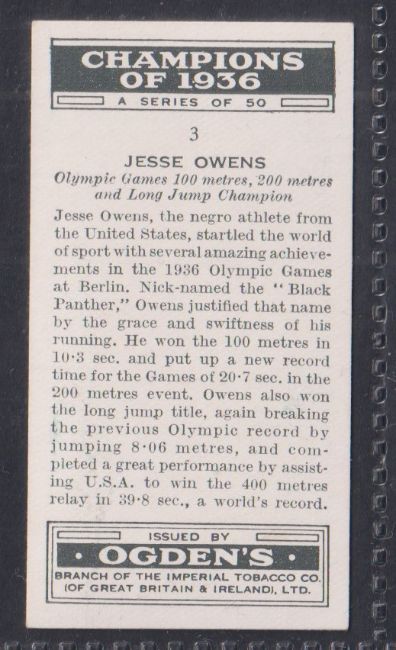 CHAMPIONS
OF 1936
A SERIES OF 50
3
JESSE OWENS
Olympic Games 100 metres, 200 metres
and Long Jump Champion
Jesse Owens, the negro athlete from
the United States, startled the world
of sport with several amazing achieve-
ments in the 1936 Olympic Games
at Berlin. Nick-named the "Black
Panther," Owens justified that name
by the grace and swiftness of his
running. He won the 100 metres in
10·3 sec. and put up a new record
time for the Games of 20·7 sec. in the
200 metres event. Owens also won
the long jump title, again breaking
the previous Olympic record by
jumping 8·06 metres, and com-
pleted a great performance by assist-
ing U.S.A. to win the 400 metres
relay in 39·8 sec., a world's record.
ISSUED BY
· OGDEN'S ·
BRANCH OF THE IMPERIAL TOBACCO CO.
(OF GREAT BRITAIN & IRELAND), LTD.